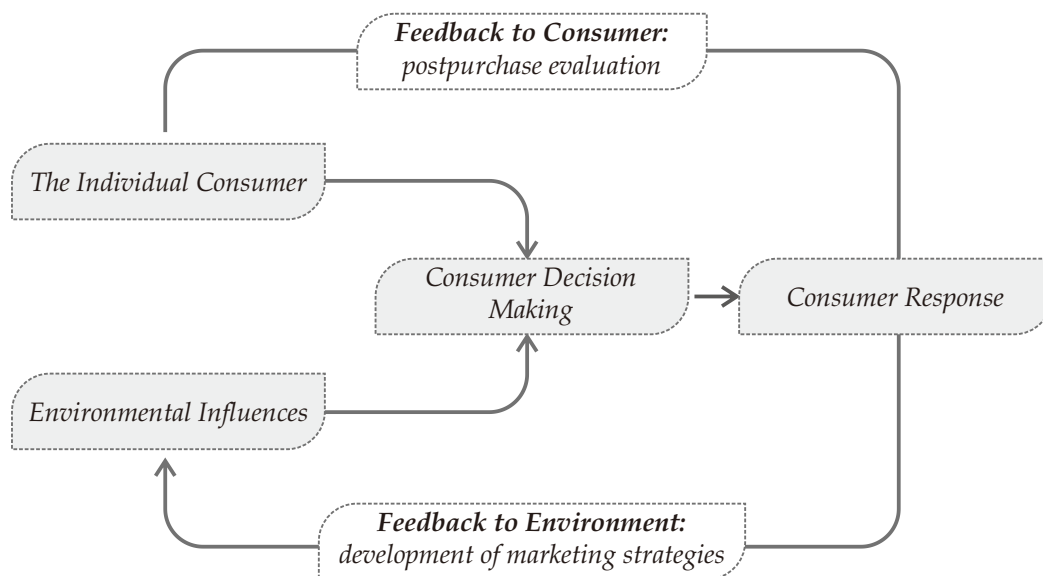 Feedback to Consumer:
postpurchase evaluation
The Individual Consumer
Consumer Decision
Making
Consumer Response
Environmental Influences
Feedback to Environment:
development of marketing strategies